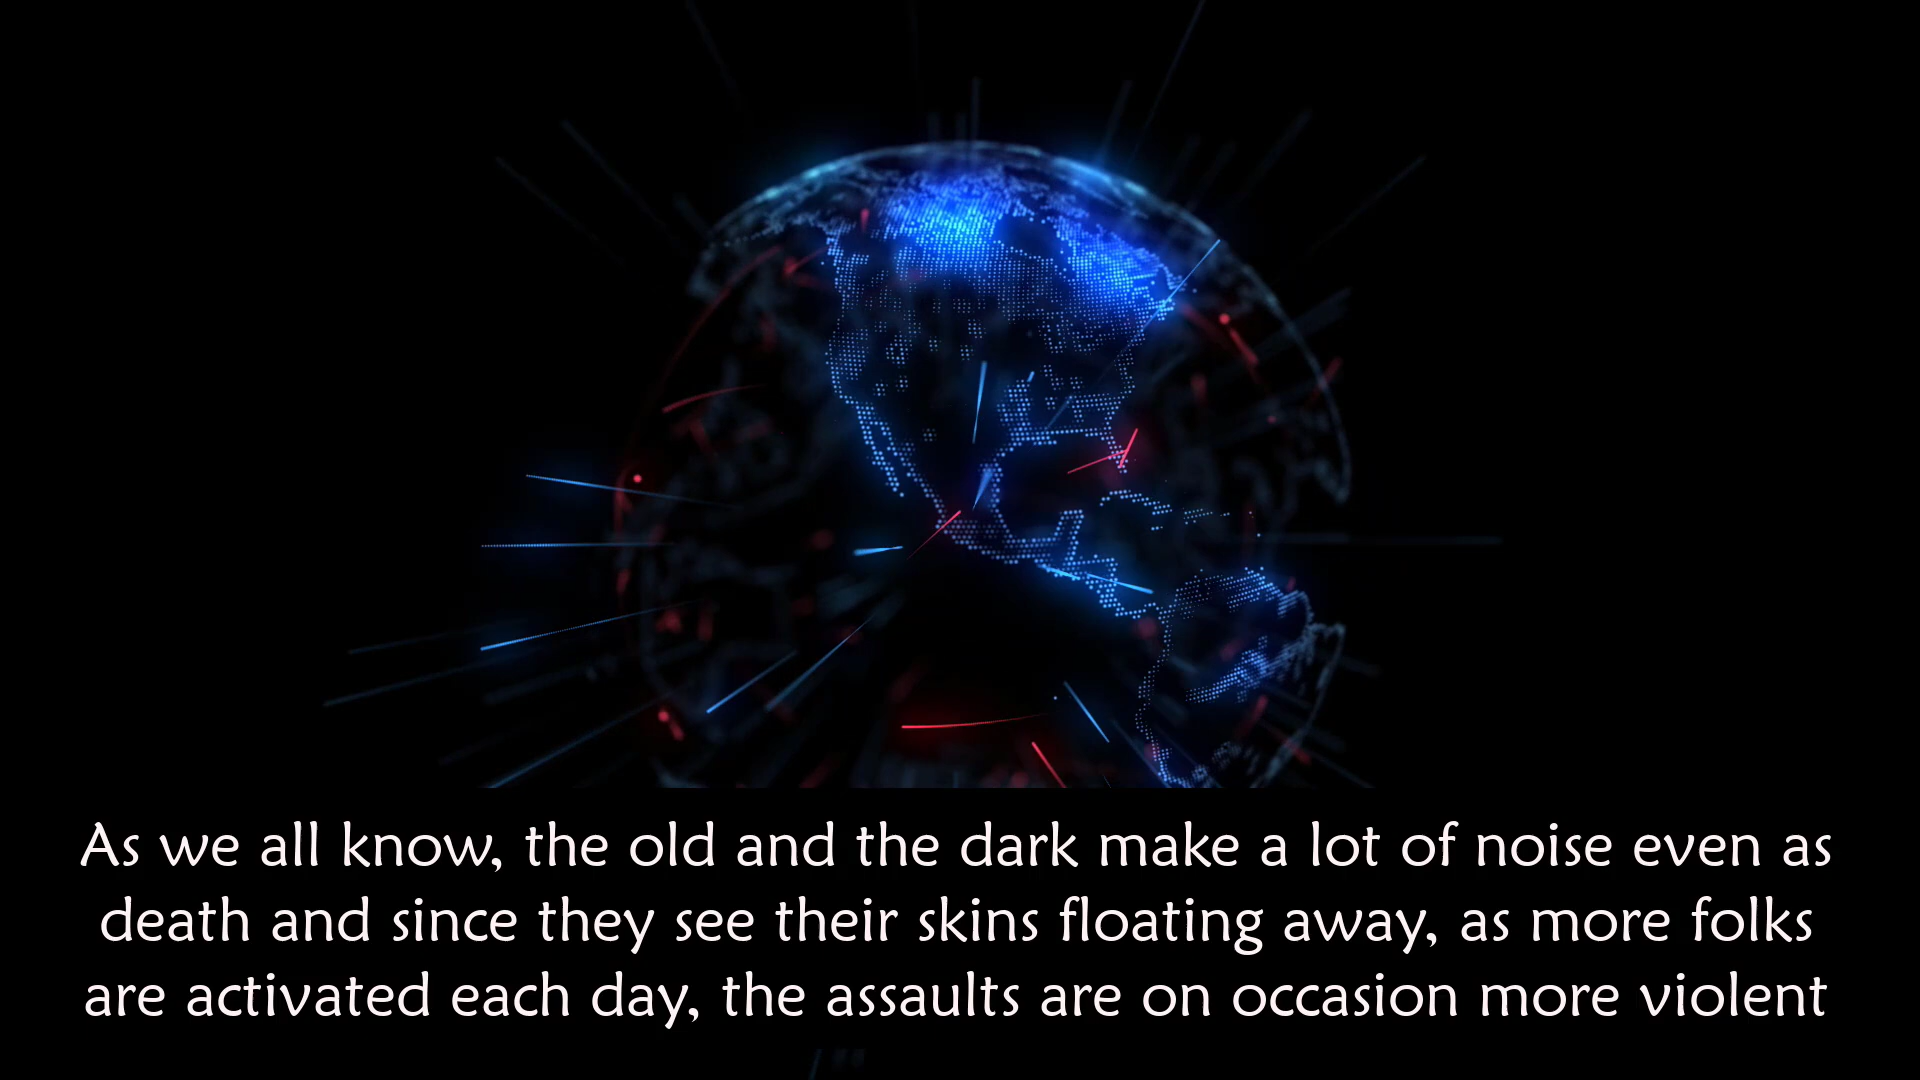 As we all know, the old and the dark make a lot of noise even as
death and since they see their skins floating away, as more folks
are activated each day, the assaults are on occasion more violent